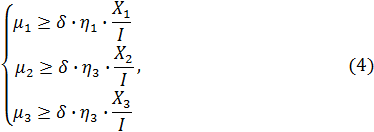 μ₁ ≥ δ · η₁ · X₁/I
μ₂ ≥ δ · η₃ · X₂/I, (4)
μ₃ ≥ δ · η₃ · X₃/I